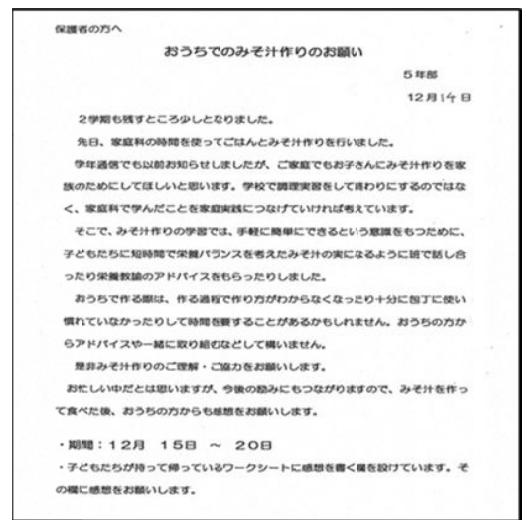 保護者の方へ
おうちでのみそ汁作りのお願い
5年部
12月14日
2学期も残すところ少しとなりました。
先日、家庭科の時間を使ってごはんとみそ汁作りを行いました。
学年通信でも以前お知らせしましたが、ご家庭でもお子さんにみそ汁作りを家
族のためにしてほしいと思います。学校で調理実習をして終わりにするのではな
く、家庭科で学んだことを家庭実践につなげていければ考えています。
そこで、みそ汁作りの学習では、手軽に簡単にできるという意識をもつために、
子どもたちに短時間で栄養バランスを考えたみそ汁の実になるように班で話し合
ったり栄養教諭のアドバイスをもらったりしました。
おうちで作る際は、作る過程で作り方がわからなくなったり十分に包丁に使い
慣れていなかったりして時間を要することがあるかもしれません。おうちの方か
らアドバイスや一緒に取り組むなどして構いません。
是非みそ汁作りのご理解・ご協力をお願いします。
お忙しい中だとは思いますが、今後の励みにもつながりますので、みそ汁を作っ
て食べた後、おうちの方からも感想をお願いします。
・期間：12月 15日 ～ 20日
・子どもたちが持って帰っているワークシートに感想を書く欄を設けています。そ
の欄に感想をお願いします。